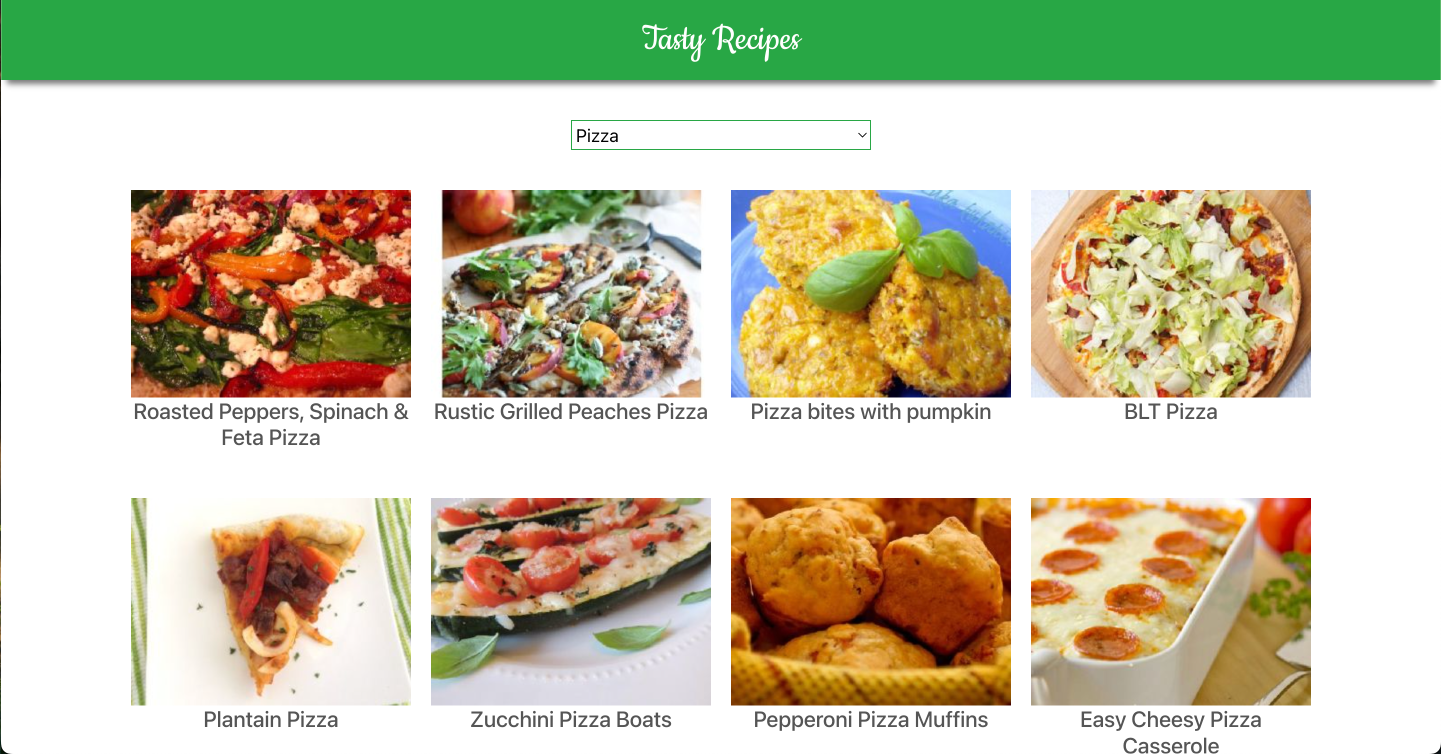 Tasty Recipes
Pizza
Roasted Peppers, Spinach &
Feta Pizza
Rustic Grilled Peaches Pizza
Pizza bites with pumpkin
BLT Pizza
Plantain Pizza
Zucchini Pizza Boats
Pepperoni Pizza Muffins
Easy Cheesy Pizza
Casserole